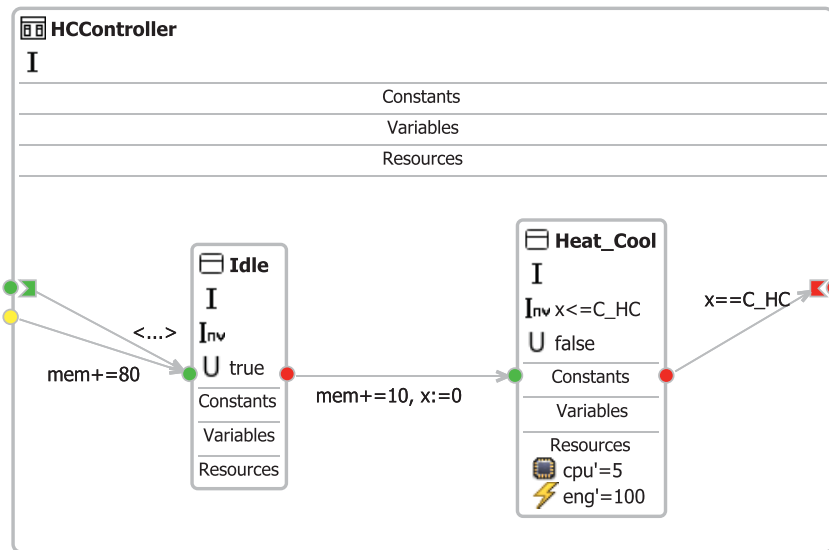 HCController
I
Constants
Variables
Resources
Idle
I
Inv
U true
Constants
Variables
Resources
<...>
mem+=80
mem+=10, x:=0
Heat_Cool
I
Inv x<=C_HC
U false
Constants
Variables
Resources
cpu'=5
eng'=100
x==C_HC